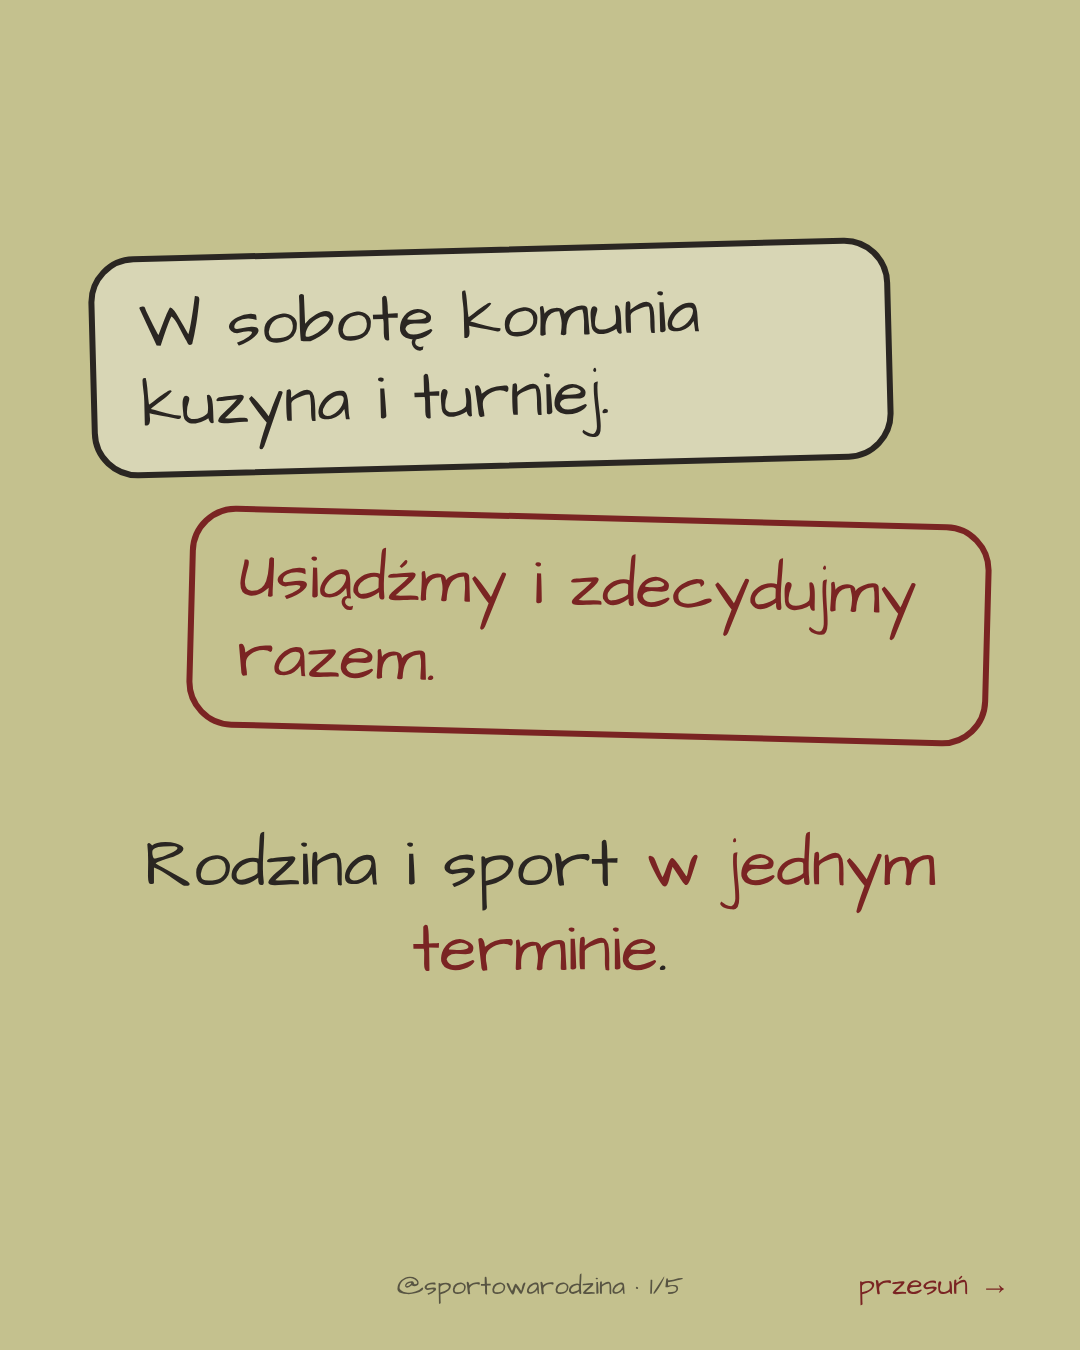 W sobotę komunia
kuzyna i turniej.
Usiądźmy i zdecydujmy
razem.
Rodzina i sport w jednym
terminie.
@sportowarodzina · 1/5
przesuń →